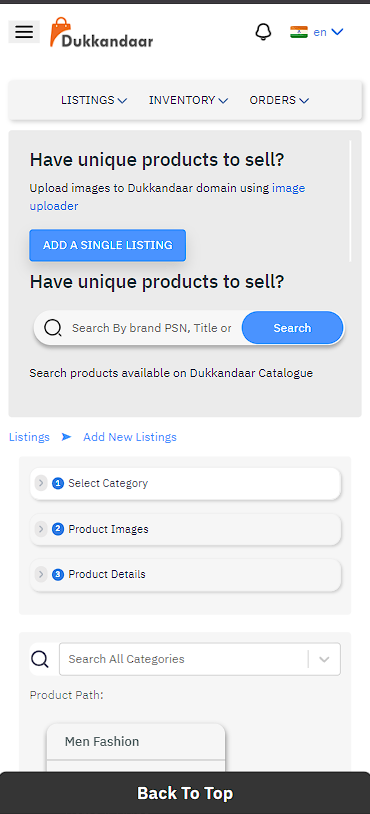 Dukkandaar
en
LISTINGS INVENTORY ORDERS
Have unique products to sell?
Upload images to Dukkandaar domain using image
uploader
ADD A SINGLE LISTING
Have unique products to sell?
Search By brand PSN, Title or Search
Search products available on Dukkandaar Catalogue
Listings Add New Listings
1 Select Category
2 Product Images
3 Product Details
Search All Categories
Product Path:
Men Fashion
Back To Top